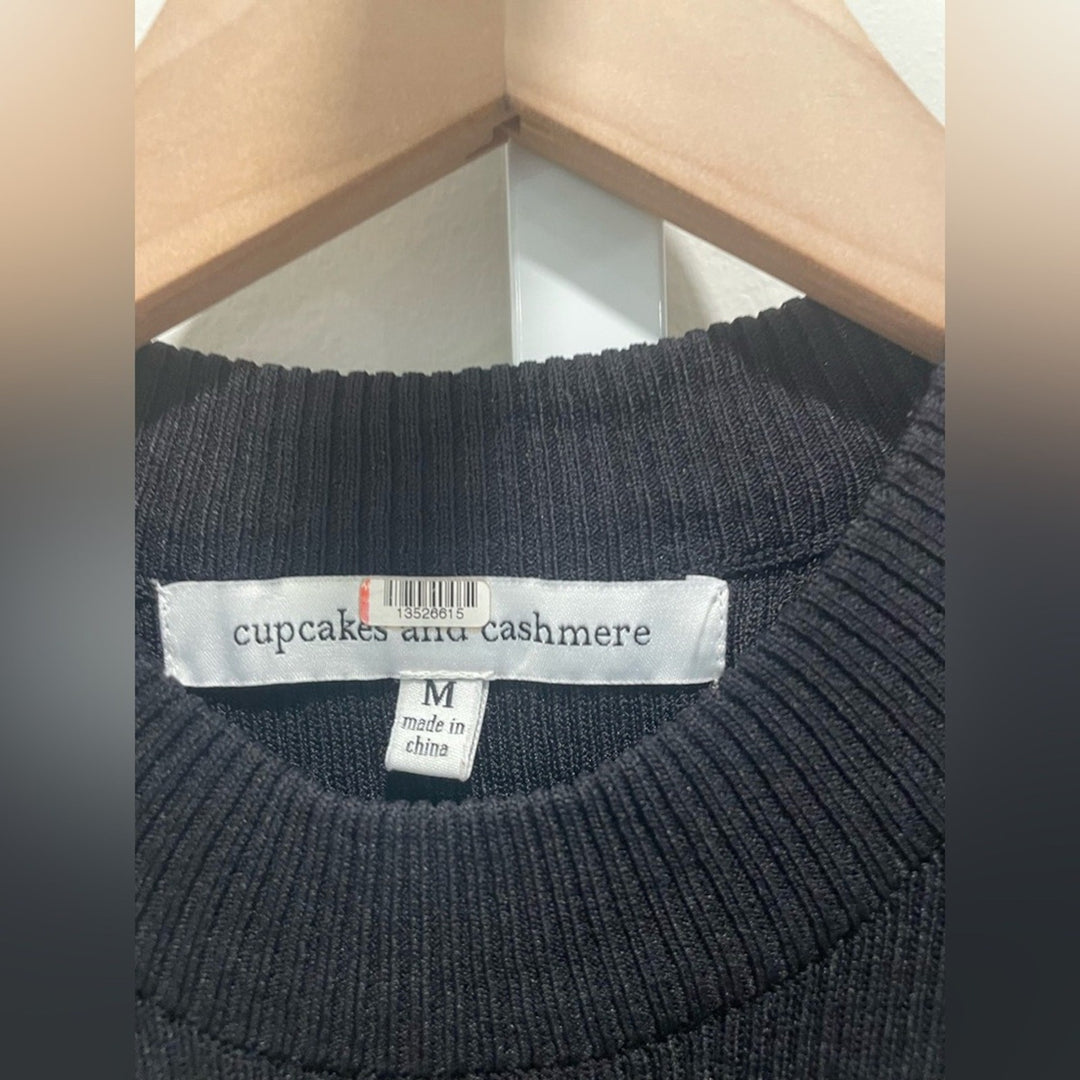 13526615
cupcakes and cashmere
M
made in
china